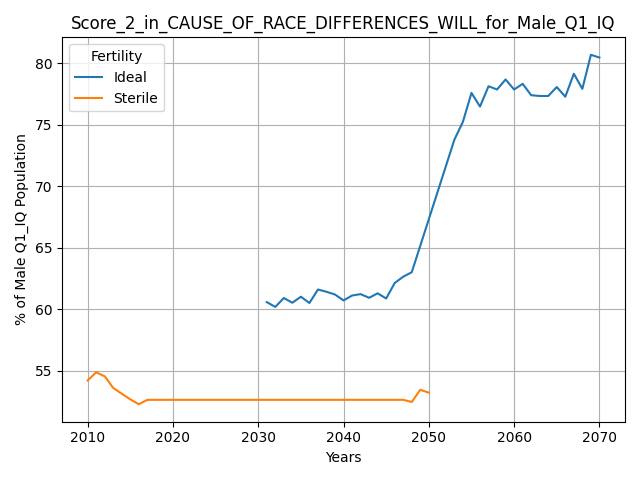 Score_2_in_CAUSE_OF_RACE_DIFFERENCES_WILL_for_Male_Q1_IQ
Fertility
Ideal
Sterile
% of Male Q1_IQ Population
80
75
70
65
60
55
2010 2020 2030 2040 2050 2060 2070
Years